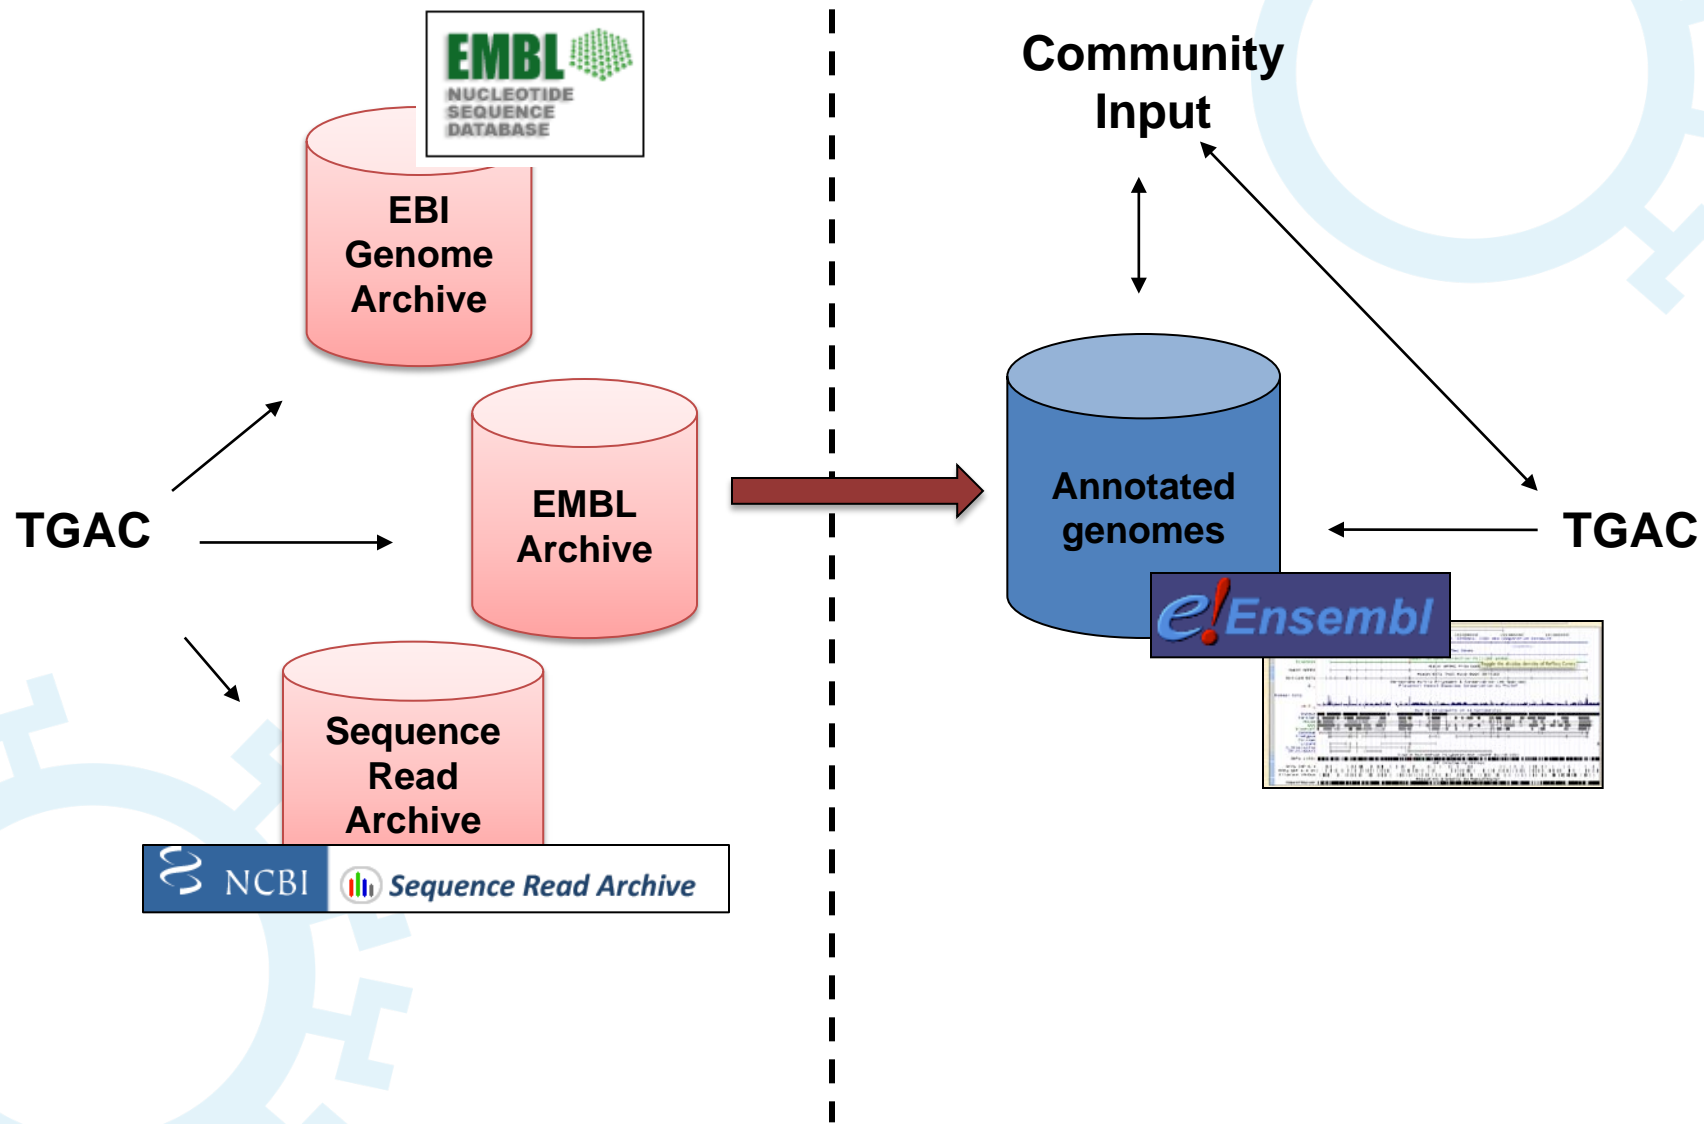 EMBL
NUCLEOTIDE
SEQUENCE
DATABASE
EBI
Genome
Archive
TGAC
EMBL
Archive
Sequence
Read
Archive
NCBI
Sequence Read Archive
Community
Input
Annotated
genomes
TGAC
e!Ensembl